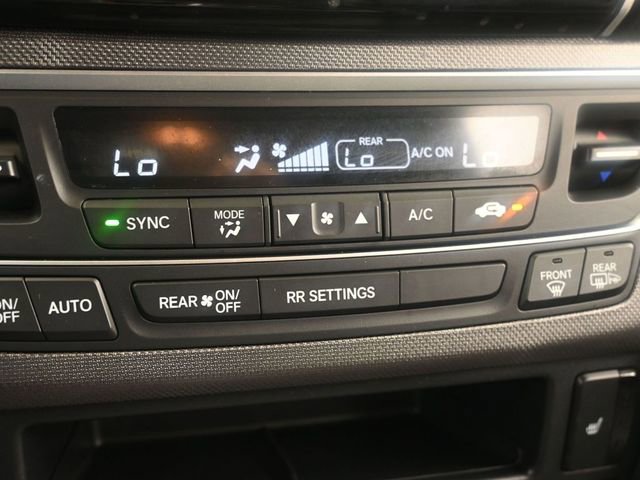 REAR
Lo Lo A/C ON Lo
SYNC MODE A/C
ON/
OFF
AUTO
REAR ON/
OFF
RR SETTINGS
FRONT
REAR